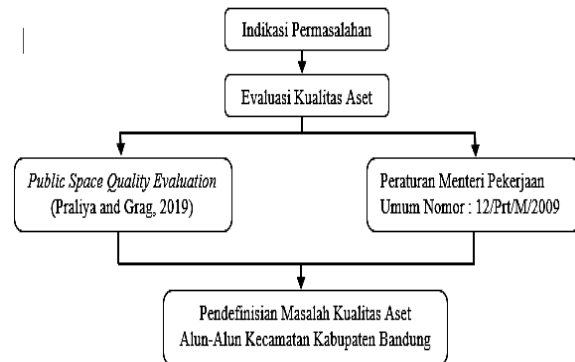 Indikasi Permasalahan
Evaluasi Kualitas Aset
Public Space Quality Evaluation
(Praliya and Grag, 2019)
Peraturan Menteri Pekerjaan
Umum Nomor : 12/Prt/M/2009
Pendefinisian Masalah Kualitas Aset
Alun-Alun Kecamatan Kabupaten Bandung